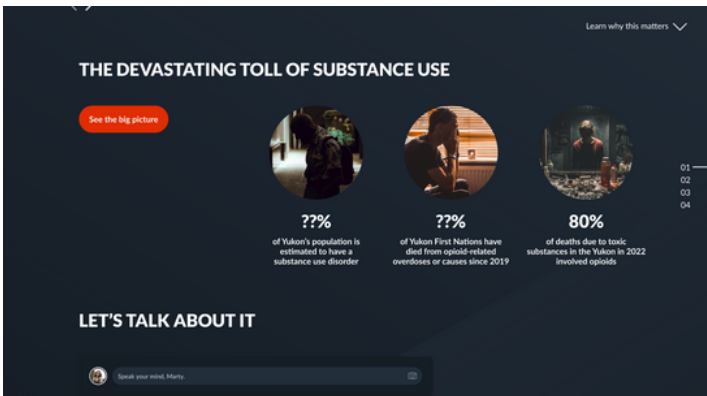 Learn why this matters
THE DEVASTATING TOLL OF SUBSTANCE USE
See the big picture
??%
of Yukon's population is
estimated to have a
substance use disorder
??%
of Yukon First Nations have
died from opioid-related
overdoses or causes since 2019
80%
of deaths due to toxic
substances in the Yukon in 2022
involved opioids
01
02
03
04
LET'S TALK ABOUT IT
Speak your mind, Marty.